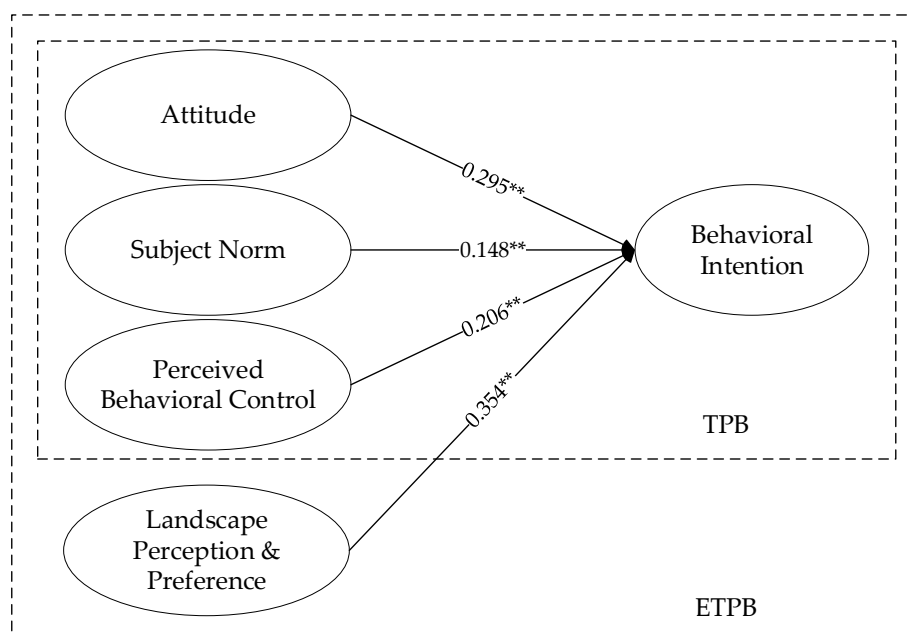 Attitude
0.295**
Subject Norm
0.148**
Behavioral
Intention
0.206**
Perceived
Behavioral Control
0.354**
TPB
Landscape
Perception &
Preference
ETPB